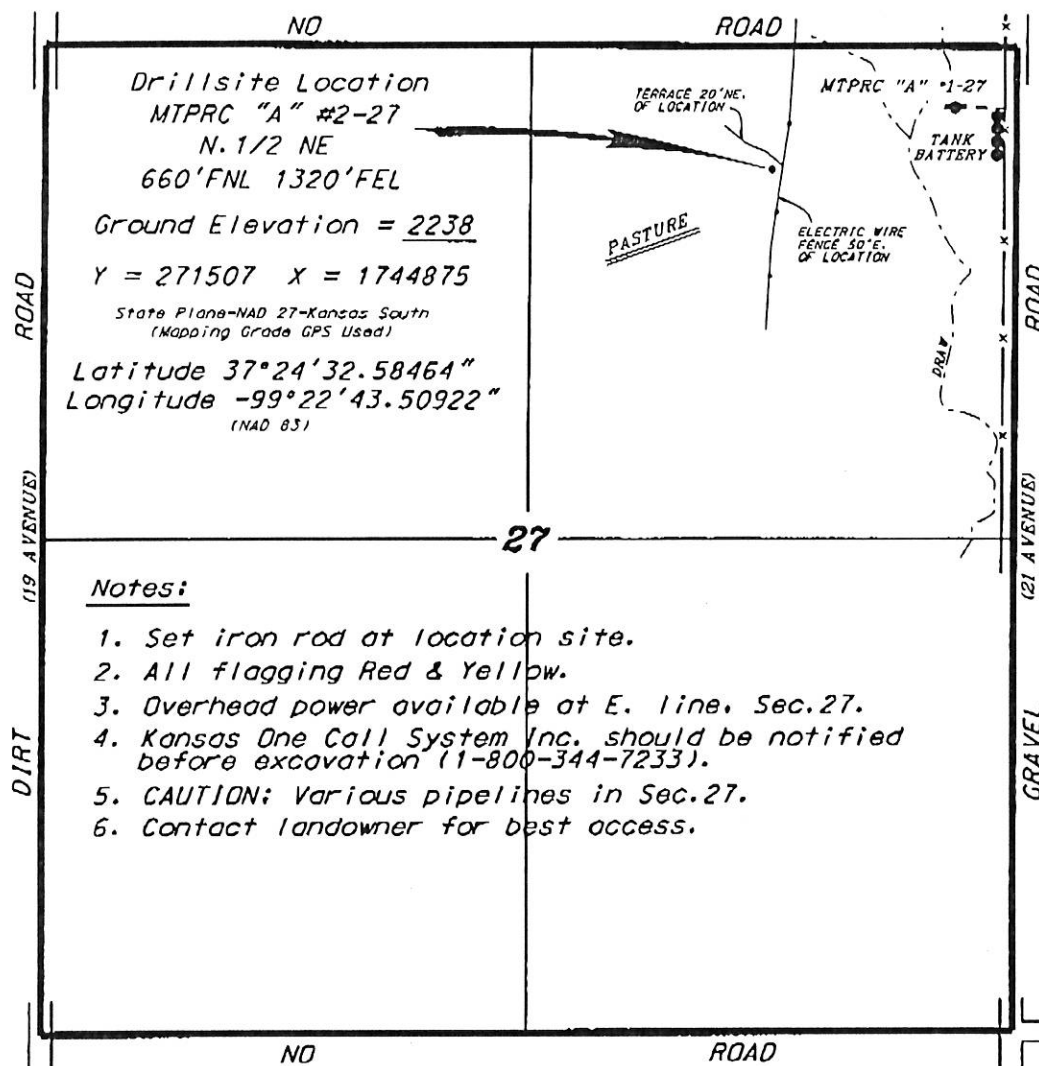 NO ROAD
Drillsite Location
MTPRC "A" #2-27
N. 1/2 NE
660'FNL 1320'FEL
Ground Elevation = 2238
Y = 271507 X = 1744875
State Plane-NAD 27-Kansas South
(Mapping Grade GPS Used)
Latitude 37°24'32.58464"
Longitude -99°22'43.50922"
(NAD 83)
TERRACE 20'NE.
OF LOCATION
MTPRC "A" #1-27
TANK
BATTERY
PASTURE
ELECTRIC WIRE
FENCE 50'E.
OF LOCATION
DRAW
ROAD
(19 AVENUE)
DIRT
ROAD
(21 AVENUE)
GRAVEL
27
Notes:
1. Set iron rod at location site.
2. All flagging Red & Yellow.
3. Overhead power available at E. line, Sec.27.
4. Kansas One Call System Inc. should be notified
before excavation (1-800-344-7233).
5. CAUTION: Various pipelines in Sec.27.
6. Contact landowner for best access.
NO ROAD